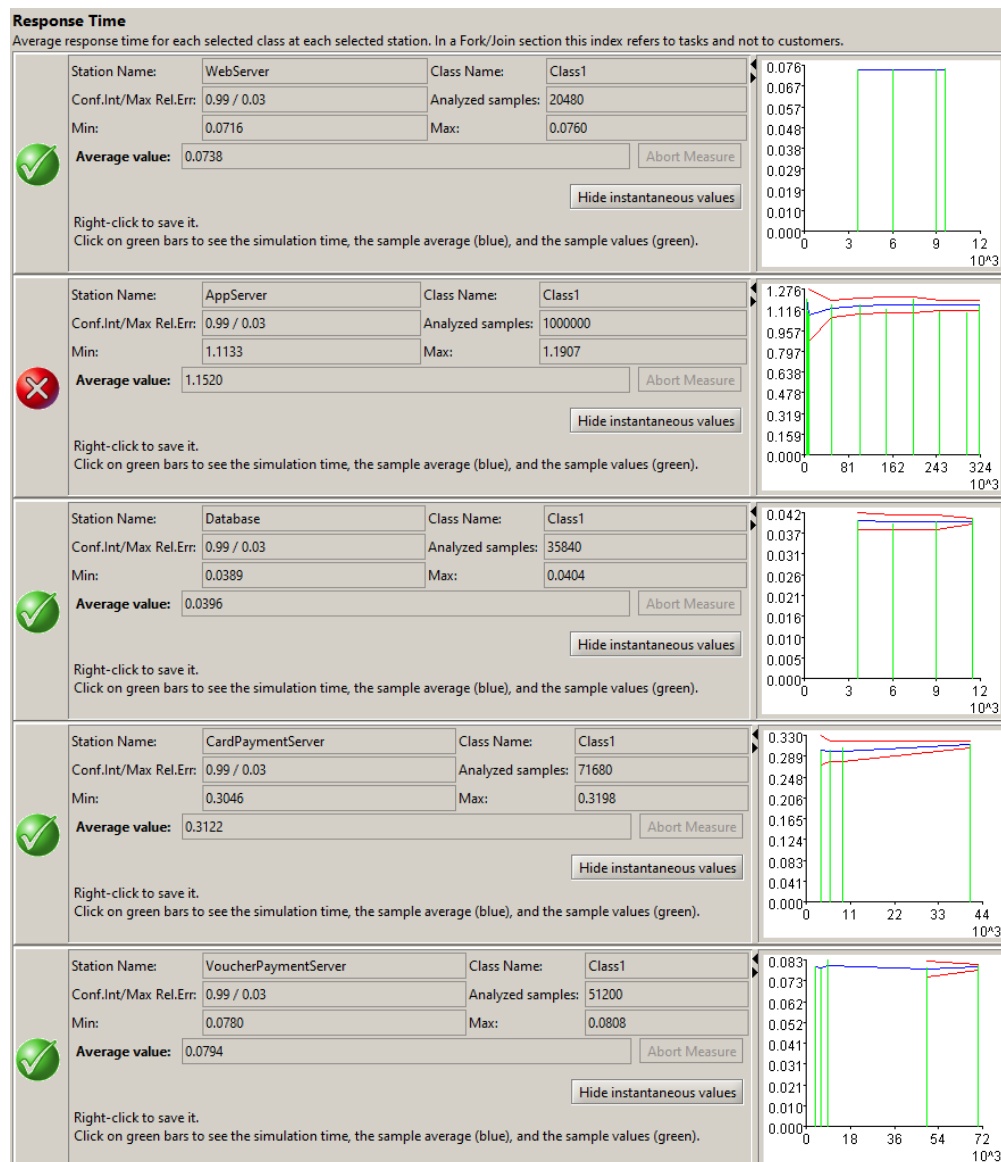 Response Time
Average response time for each selected class at each selected station. In a Fork/Join section this index refers to tasks and not to customers.
Station Name: WebServer Class Name: Class1
Conf.Int/Max Rel.Err: 0.99 / 0.03 Analyzed samples: 20480
Min: 0.0716 Max: 0.0760
Average value: 0.0738 Abort Measure
Hide instantaneous values
Right-click to save it.
Click on green bars to see the simulation time, the sample average (blue), and the sample values (green).
0.076
0.067
0.057
0.048
0.038
0.029
0.019
0.010
0.000
0 3 6 9 12
10^3
Station Name: AppServer Class Name: Class1
Conf.Int/Max Rel.Err: 0.99 / 0.03 Analyzed samples: 1000000
Min: 1.1133 Max: 1.1907
Average value: 1.1520 Abort Measure
Hide instantaneous values
Right-click to save it.
Click on green bars to see the simulation time, the sample average (blue), and the sample values (green).
1.276
1.116
0.957
0.797
0.638
0.478
0.319
0.159
0.000
0 81 162 243 324
10^3
Station Name: Database Class Name: Class1
Conf.Int/Max Rel.Err: 0.99 / 0.03 Analyzed samples: 35840
Min: 0.0389 Max: 0.0404
Average value: 0.0396 Abort Measure
Hide instantaneous values
Right-click to save it.
Click on green bars to see the simulation time, the sample average (blue), and the sample values (green).
0.042
0.037
0.031
0.026
0.021
0.016
0.010
0.005
0.000
0 3 6 9 12
10^3
Station Name: CardPaymentServer Class Name: Class1
Conf.Int/Max Rel.Err: 0.99 / 0.03 Analyzed samples: 71680
Min: 0.3046 Max: 0.3198
Average value: 0.3122 Abort Measure
Hide instantaneous values
Right-click to save it.
Click on green bars to see the simulation time, the sample average (blue), and the sample values (green).
0.330
0.289
0.248
0.206
0.165
0.124
0.083
0.041
0.000
0 11 22 33 44
10^3
Station Name: VoucherPaymentServer Class Name: Class1
Conf.Int/Max Rel.Err: 0.99 / 0.03 Analyzed samples: 51200
Min: 0.0780 Max: 0.0808
Average value: 0.0794 Abort Measure
Hide instantaneous values
Right-click to save it.
Click on green bars to see the simulation time, the sample average (blue), and the sample values (green).
0.083
0.073
0.062
0.052
0.041
0.031
0.021
0.010
0.000
0 18 36 54 72
10^3